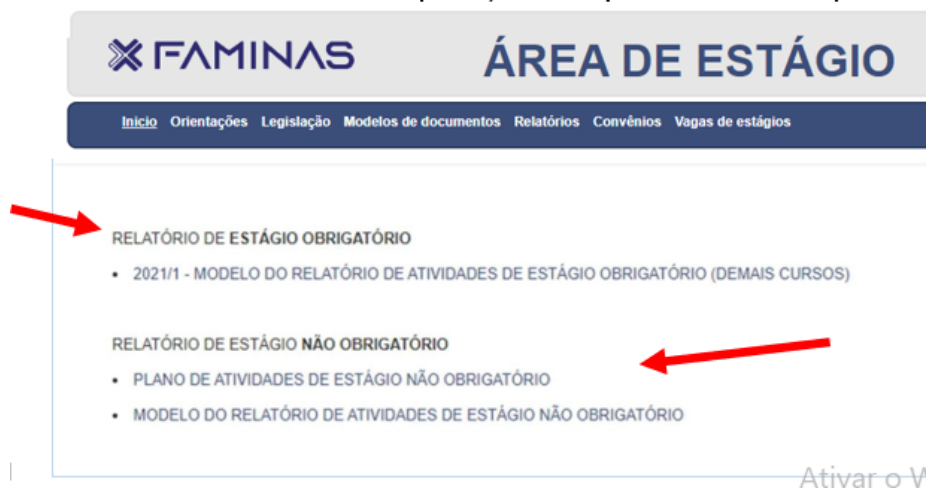 FAMINAS
ÁREA DE ESTÁGIO
Inicio Orientações Legislação Modelos de documentos Relatórios Convênios Vagas de estágios
RELATÓRIO DE ESTÁGIO OBRIGATÓRIO
• 2021/1 - MODELO DO RELATÓRIO DE ATIVIDADES DE ESTÁGIO OBRIGATÓRIO (DEMAIS CURSOS)
RELATÓRIO DE ESTÁGIO NÃO OBRIGATÓRIO
• PLANO DE ATIVIDADES DE ESTÁGIO NÃO OBRIGATÓRIO
• MODELO DO RELATÓRIO DE ATIVIDADES DE ESTÁGIO NÃO OBRIGATÓRIO
Ativar o